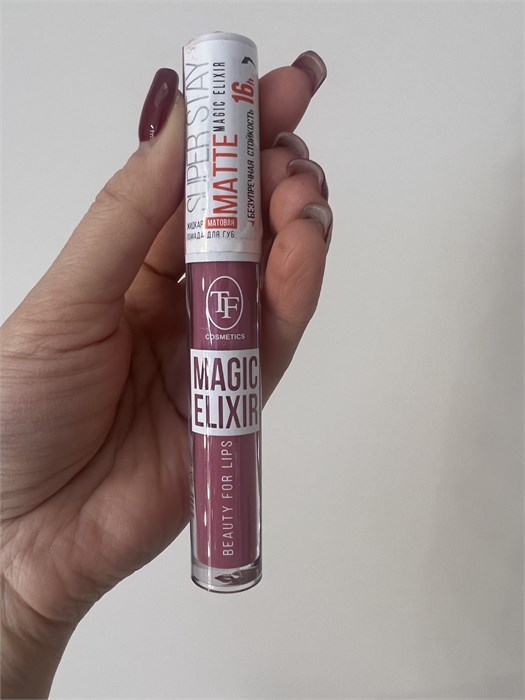 SUPER STAY
MATTE
MAGIC ELIXIR
16h
БЕЗУПРЕЧНАЯ СТОЙКОСТЬ
ЖИДКАЯ МАТОВАЯ
ПОМАДА ДЛЯ ГУБ
TF
COSMETICS
MAGIC
ELIXIR
BEAUTY FOR LIPS